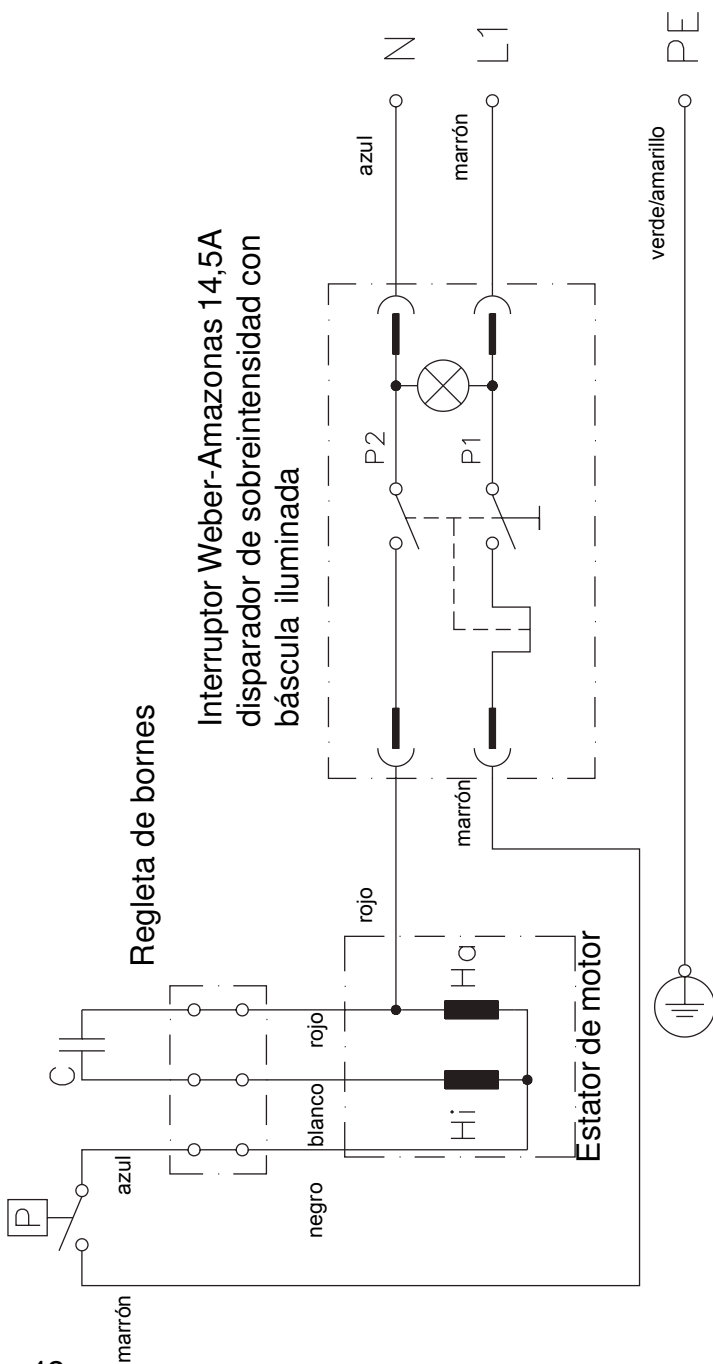 N
L1
PE
azul
marrón
verde/amarillo
Interruptor Weber-Amazonas 14,5A
disparador de sobreintensidad con
báscula iluminada
P2
P1
Regleta de bornes
marrón
rojo
C
rojo
blanco
negro
azul
P
marrón
Ha
Hi
Estator de motor